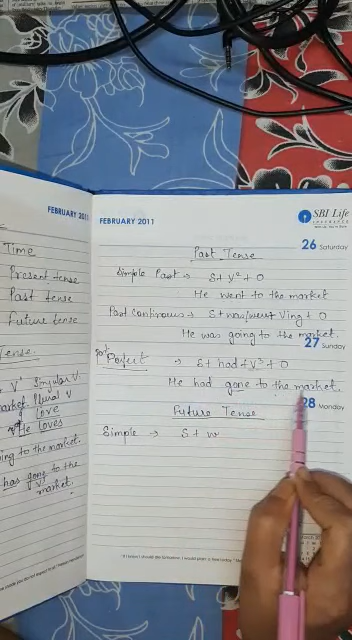 FEBRUARY 2011
Time
Present tense
Past tense
Future tense
Tense.
V Singular V.
Plural V
Love
He Loves
ing to the market.
has gone to the
market.
FEBRUARY 2011
SBI Life
INSURANCE
26 Saturday
Past Tense
Simple Past → S + V² + O
He went to the market
Past continuous → S + was/were + Ving + O
He was going to the market.
27 Sunday
Past
Perfect → S + had + V³ + O
He had gone to the market.
28 Monday
Future Tense
Simple → S + w